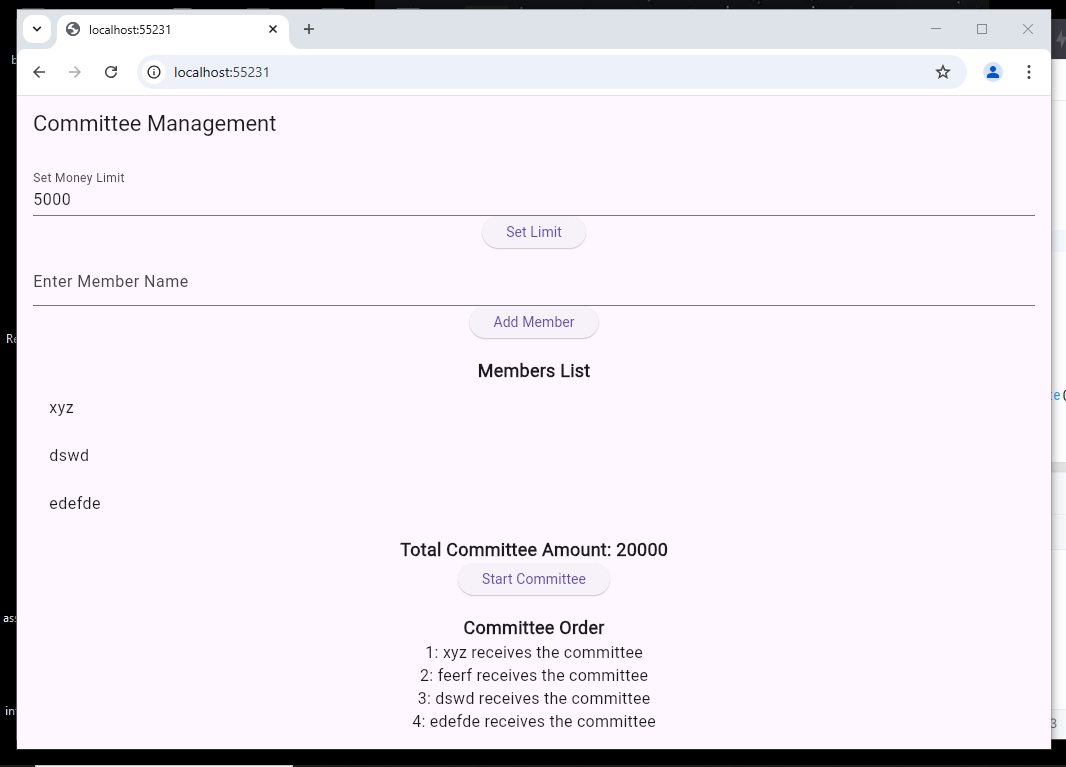 localhost:55231
localhost:55231
Committee Management
Set Money Limit
5000
Set Limit
Enter Member Name
Add Member
Members List
xyz
dswd
edefde
Total Committee Amount: 20000
Start Committee
Committee Order
1: xyz receives the committee
2: feerf receives the committee
3: dswd receives the committee
4: edefde receives the committee